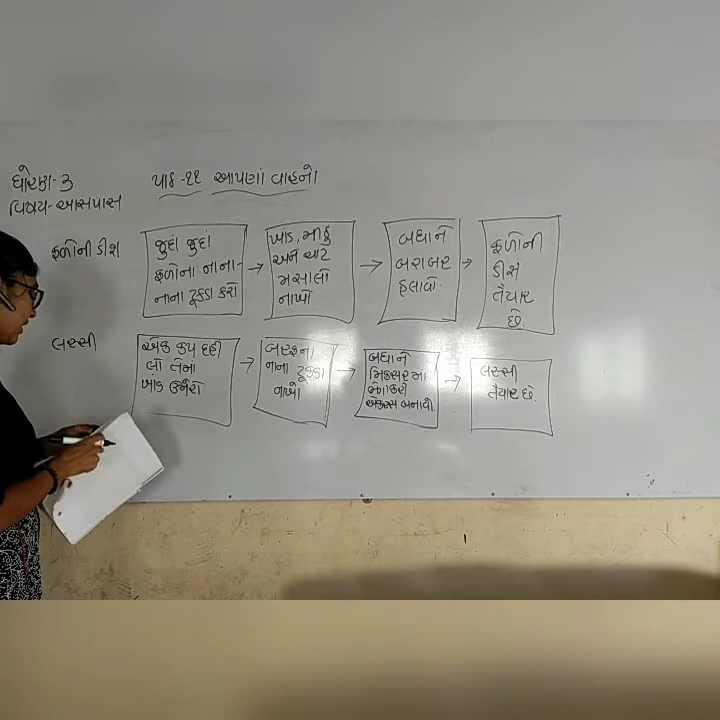 ધોરણ-૩
પાઠ-૨૨ આપણાં વાહનો
વિષય-આસપાસ
ફળોની ડીશ
જુદાં જુદાં
ફળોના નાના-
નાના ટૂકડા કરો
ખાંડ, મીઠું
અને ચાટ
મસાલો
નાખો
બધાને
બરાબર
હલાવો.
ફળોની
ડીસ
તૈયાર
છે.
લસ્સી
એક કપ દહીં
લો તેમાં
ખાંડ ઉમેરો
બરફના
નાના ટૂકડા
નાખો
બધાને
મિક્સરમાં
એકરસ બનાવો.
લસ્સી
તૈયાર છે.